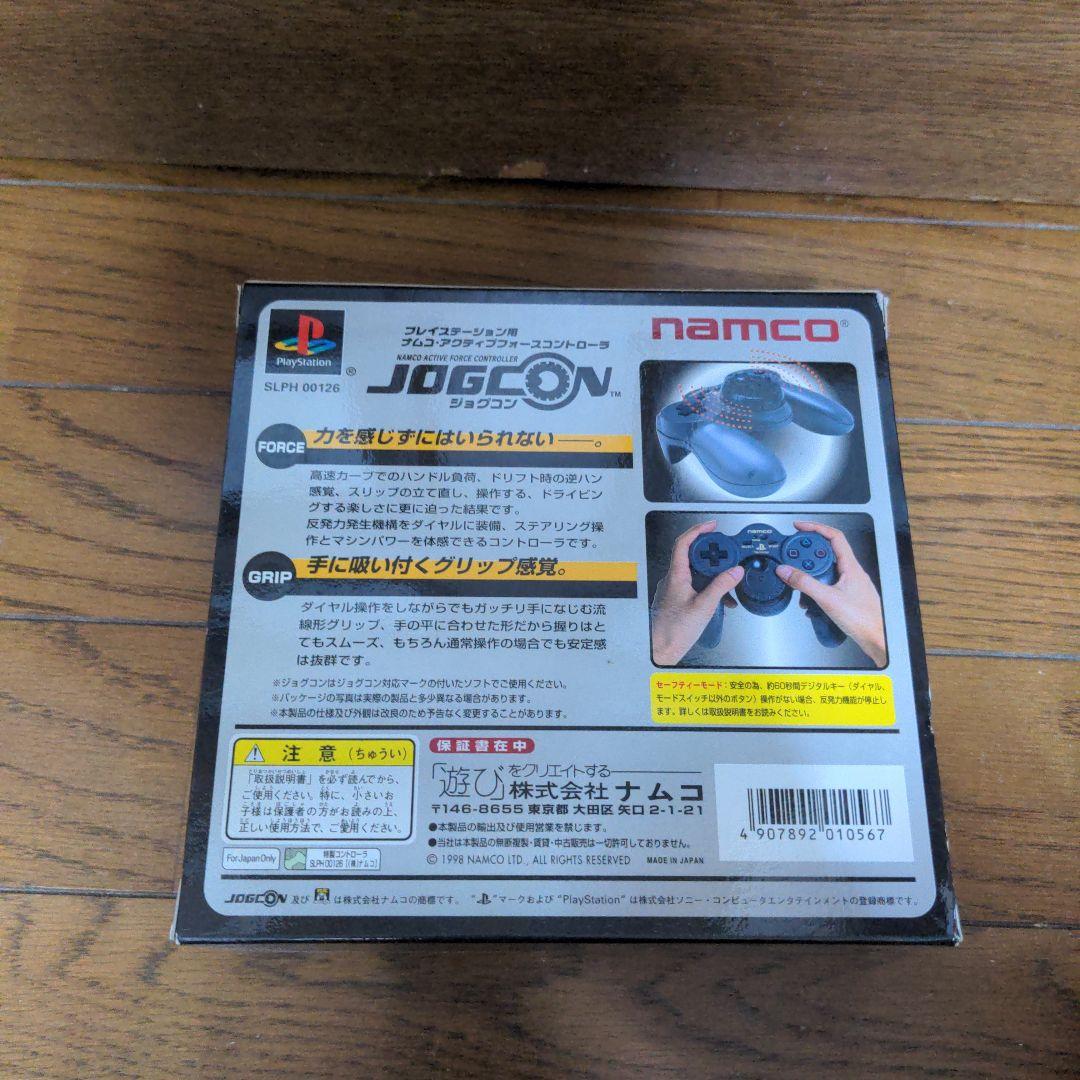 PlayStation
®
SLPH 00126
プレイステーション用
ナムコ・アクティブフォースコントローラ
NAMCO ACTIVE FORCE CONTROLLER
JOGCON™
ジョグコン
namco®
FORCE
力を感じずにはいられない――。
高速カーブでのハンドル負荷、ドリフト時の逆ハン
感覚、スリップの立て直し、操作する、ドライビン
グする楽しさに更に迫った結果です。
反発力発生機構をダイヤルに装備、ステアリング操
作とマシンパワーを体感できるコントローラです。
GRIP
手に吸い付くグリップ感覚。
ダイヤル操作をしながらでもガッチリ手になじむ流
線形グリップ、手の平に合わせた形だから握りはと
てもスムーズ、もちろん通常操作の場合でも安定感
は抜群です。
※ジョグコンはジョグコン対応マークの付いたソフトでご使用ください。
※パッケージの写真は実際の製品と多少異なる場合があります。
※本製品の仕様及び外観は改良のため予告なく変更することがあります。
namco
セーフティーモード：安全の為、約60秒間デジタルキー（ダイヤル、
モードスイッチ以外のボタン）操作がない場合、反発力機能が停止し
ます。詳しくは取扱説明書をお読みください。
注意（ちゅうい）
「取扱説明書」を必ず読んでから、
ご使用ください。特に、小さいお
子様は保護者の方がお読みの上、
正しい使用方法で、ご愛用ください。
保証書在中
「遊び」をクリエイトする――
株式会社ナムコ
〒146-8655 東京都 大田区 矢口 2-1-21
●本製品の輸出及び使用営業を禁じます。
●当社は本製品の無断複製・賃貸・中古販売は一切許可しておりません。
© 1998 NAMCO LTD., ALL RIGHTS RESERVED MADE IN JAPAN
4 907892 010567
For Japan Only
特製コントローラ
SLPH 00126 (株)ナムコ
JOGCON 及び は株式会社ナムコの商標です。 " "マークおよび "PlayStation" は株式会社ソニー・コンピュータエンタテインメントの登録商標です。